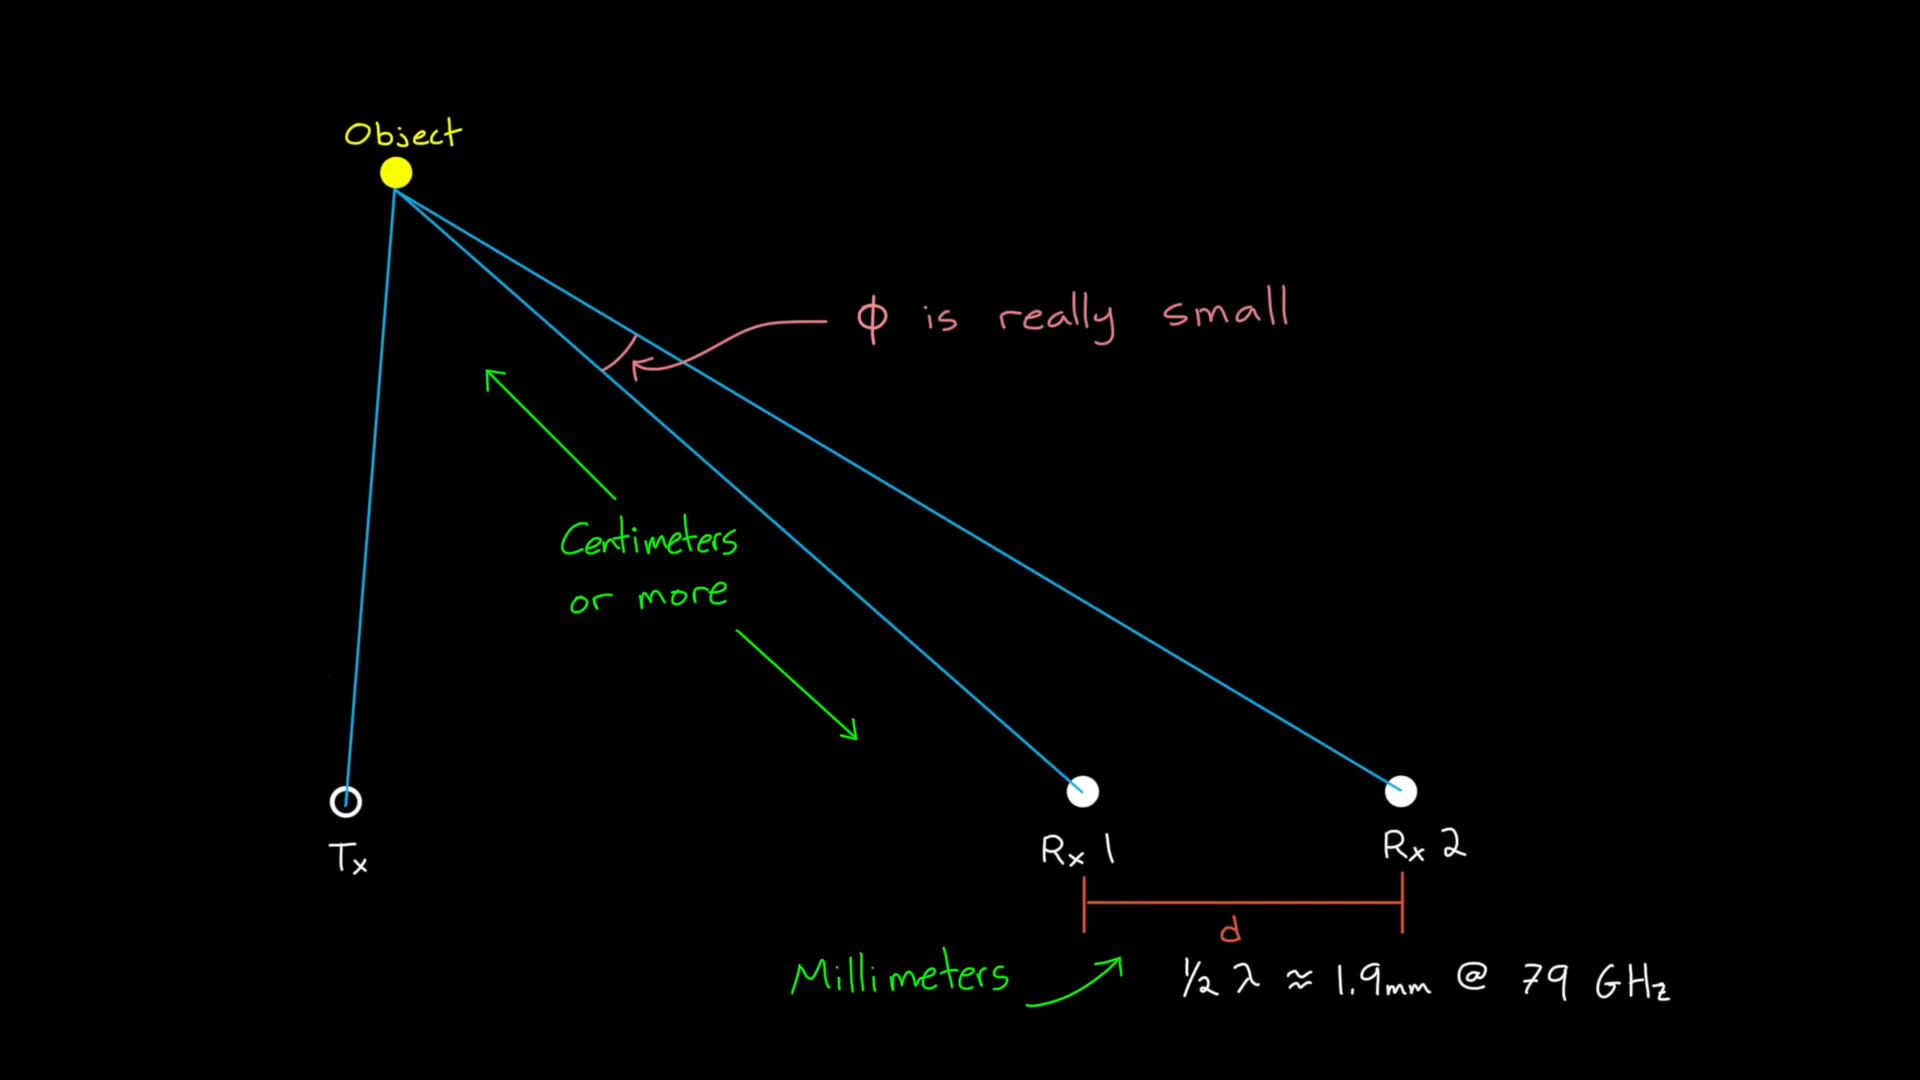 Object
ϕ is really small
Centimeters
or more
Tx
Rx 1
Rx 2
d
Millimeters
½ λ ≈ 1.9mm @ 79 GHz